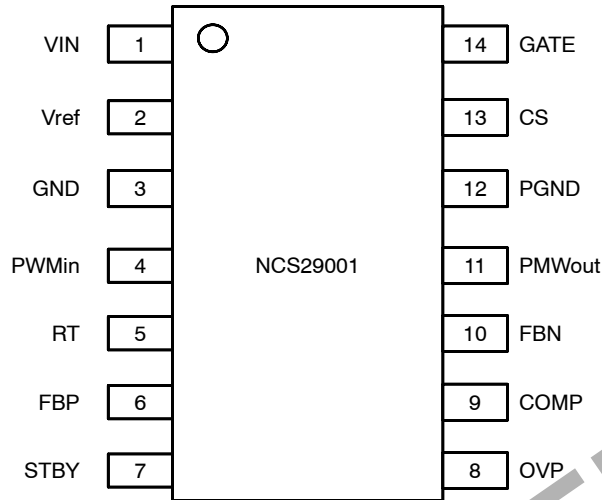 VIN 1 14 GATE
Vref 2 13 CS
GND 3 12 PGND
PWMin 4 NCS29001 11 PMWout
RT 5 10 FBN
FBP 6 9 COMP
STBY 7 8 OVP